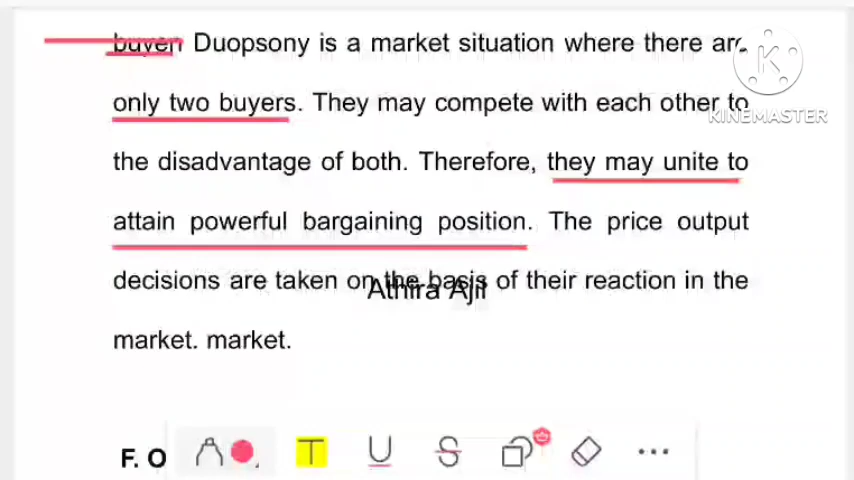 buyen Duopsony is a market situation where there are
only two buyers. They may compete with each other to
the disadvantage of both. Therefore, they may unite to
attain powerful bargaining position. The price output
decisions are taken on the basis of their reaction in the
market. market.
F. O
KINEMASTER
Athira Ajil